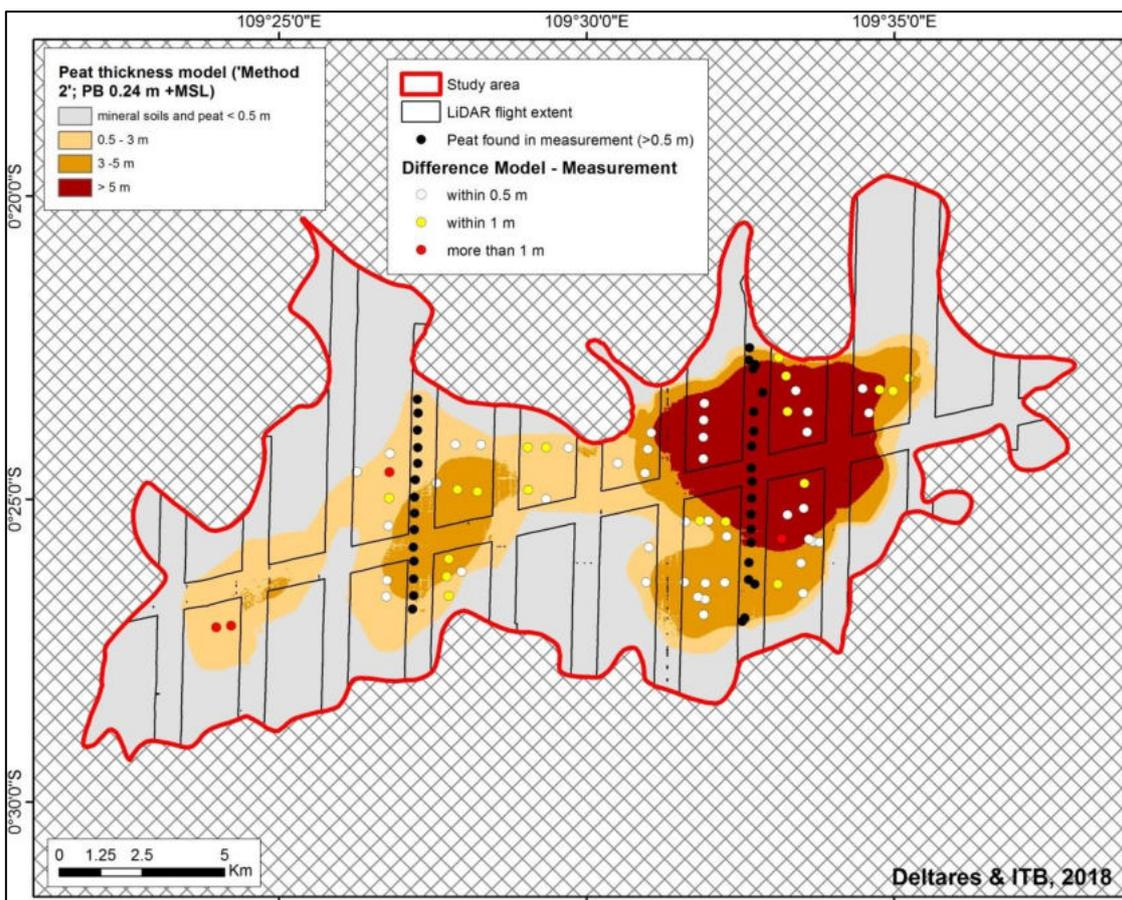 109°25'0"E
109°30'0"E
109°35'0"E
Peat thickness model ('Method
2'; PB 0.24 m +MSL)
mineral soils and peat < 0.5 m
0.5 - 3 m
3 -5 m
> 5 m
Study area
LiDAR flight extent
Peat found in measurement (>0.5 m)
Difference Model - Measurement
within 0.5 m
within 1 m
more than 1 m
0°20'0"S
0°25'0"S
0°30'0"S
0 1.25 2.5 5
Km
Deltares & ITB, 2018